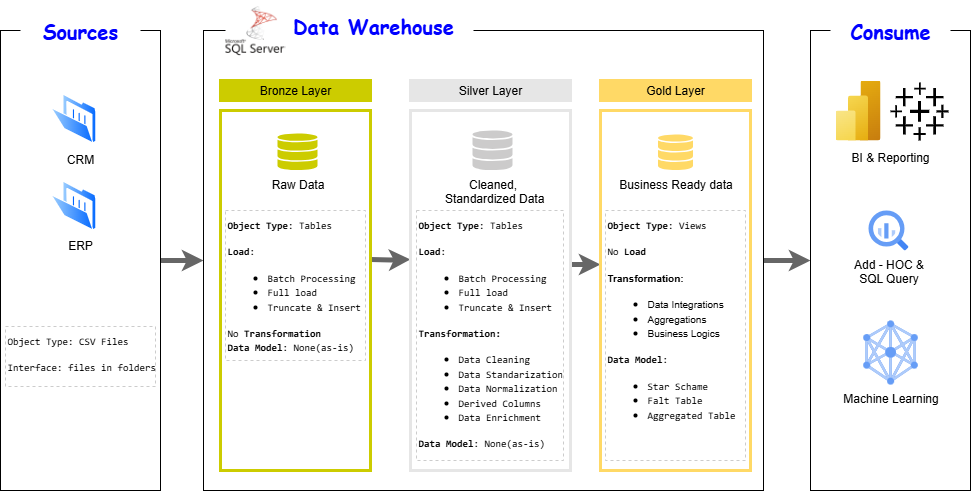 Sources
CRM
ERP
Object Type: CSV Files
Interface: files in folders
Microsoft
SQL Server
Data Warehouse
Bronze Layer
Raw Data
Object Type: Tables
Load:
• Batch Processing
• Full load
• Truncate & Insert
No Transformation
Data Model: None(as-is)
Silver Layer
Cleaned,
Standardized Data
Object Type: Tables
Load:
• Batch Processing
• Full load
• Truncate & Insert
Transformation:
• Data Cleaning
• Data Standarization
• Data Normalization
• Derived Columns
• Data Enrichment
Data Model: None(as-is)
Gold Layer
Business Ready data
Object Type: Views
No Load
Transformation:
• Data Integrations
• Aggregations
• Business Logics
Data Model:
• Star Schame
• Falt Table
• Aggregated Table
Consume
BI & Reporting
Add - HOC &
SQL Query
Machine Learning